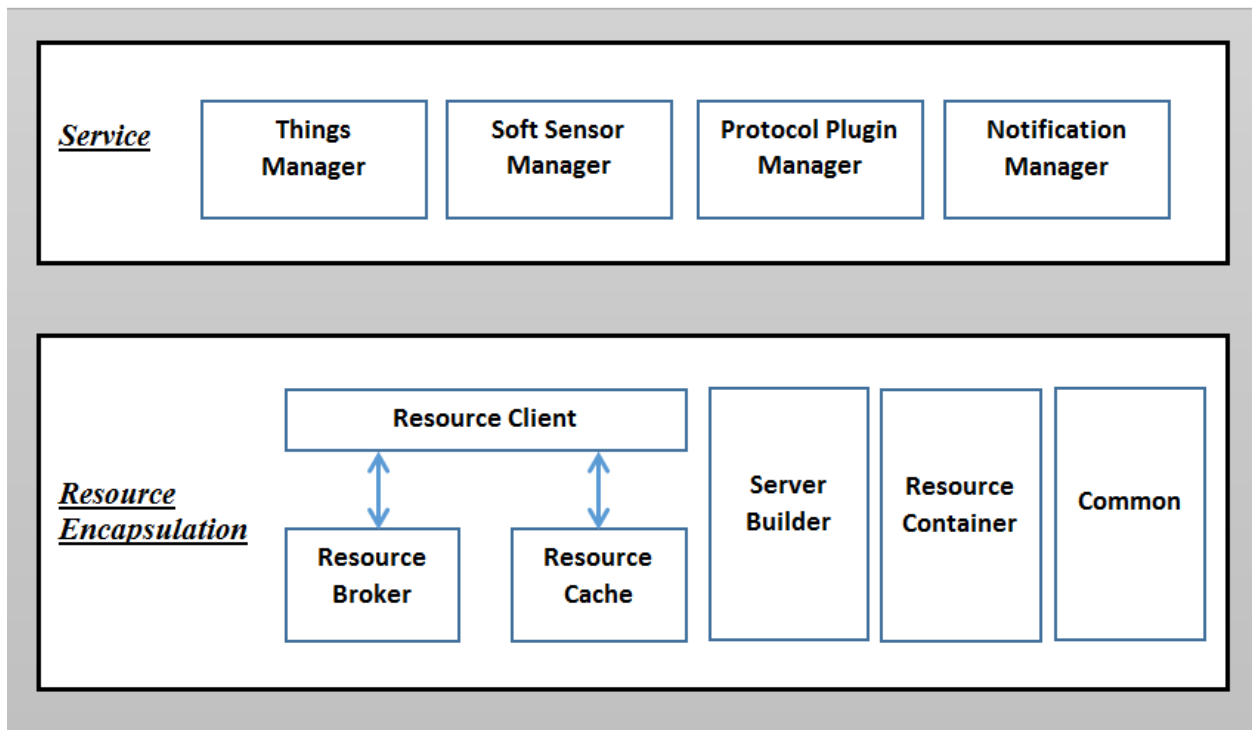 Service
Things
Manager
Soft Sensor
Manager
Protocol Plugin
Manager
Notification
Manager
Resource
Encapsulation
Resource Client
Resource
Broker
Resource
Cache
Server
Builder
Resource
Container
Common